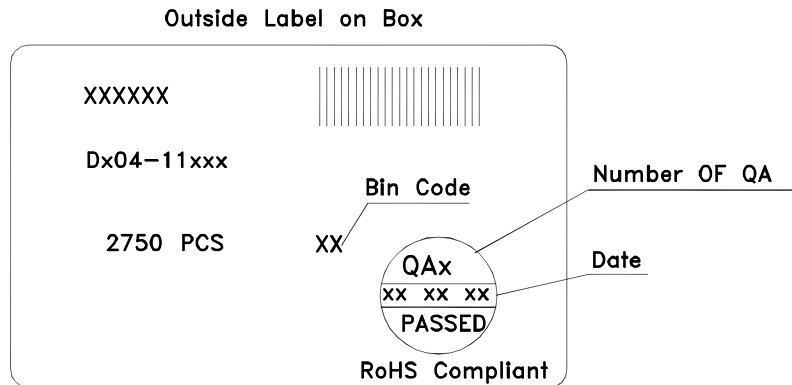 Outside Label on Box
XXXXXX
Dx04-11xxx
Bin Code
Number OF QA
2750 PCS
XX
QAx
Date
xx xx xx
PASSED
RoHS Compliant